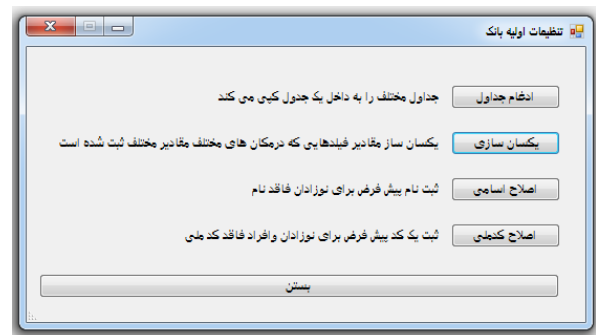 تنظیمات اولیه بانک
ادغام جداول جداول مختلف را به داخل یک جدول کپی می کند
یکسان سازی یکسان ساز مقادیر فیلدهایی که درمکان های مختلف مقادیر مختلف ثبت شده است
اصلاح اسامی ثبت نام پیش فرض برای نوزادان فاقد نام
اصلاح کدملی ثبت یک کد پیش فرض برای نوزادان وافراد فاقد کد ملی
بستن